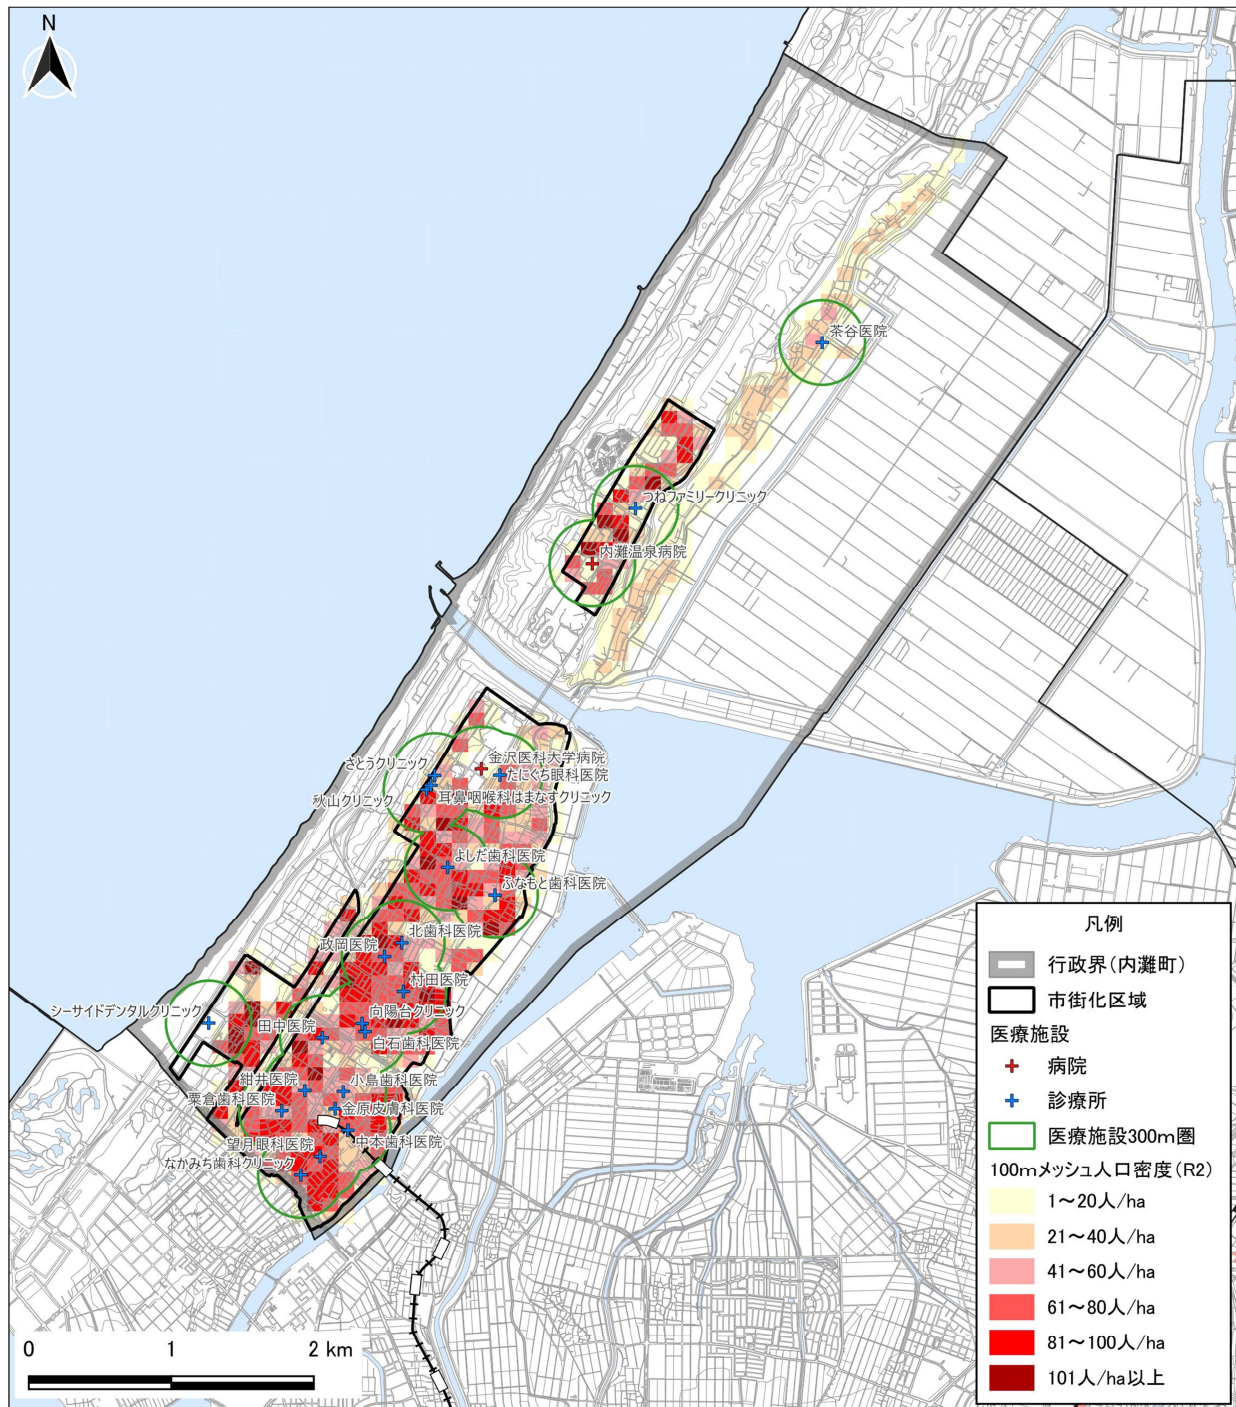 N
茶谷医院
つねファミリークリニック
内灘温泉病院
金沢医科大学病院
さとうクリニック
たにぐち眼科医院
秋山クリニック
耳鼻咽喉科はまなすクリニック
よしだ歯科医院
ふなもと歯科医院
北歯科医院
政岡医院
村田医院
シーサイドデンタルクリニック
向陽台クリニック
田中医院
白石歯科医院
紺井医院
小島歯科医院
粟倉歯科医院
金原皮膚科医院
望月眼科医院
中本歯科医院
なかみち歯科クリニック
凡例
行政界(内灘町)
市街化区域
医療施設
病院
診療所
医療施設300m圏
100mメッシュ人口密度(R2)
1～20人/ha
21～40人/ha
41～60人/ha
61～80人/ha
81～100人/ha
101人/ha以上
0 1 2 km